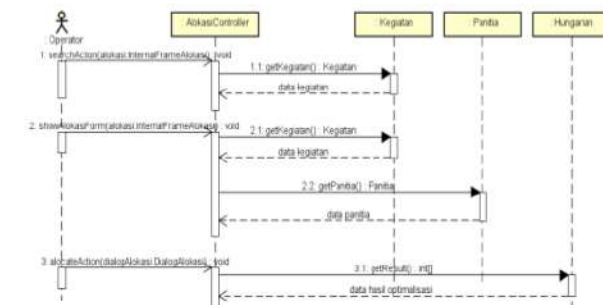 : Operator
AlokasiController
: Kegiatan
: Panitia
: Hungarian
1. searchAction(alokasi.InternalFrameAlokasi) : void
1.1: getKegiatan() : Kegiatan
data kegiatan
2. showAlokasiForm(alokasi.InternalFrameAlokasi) : void
2.1: getKegiatan() : Kegiatan
data kegiatan
2.2: getPanitia() : Panitia
data panitia
3. alocateAction(dialogAlokasi.DialogAlokasi) : void
3.1: getResult() : int[]
data hasil optimalisasi